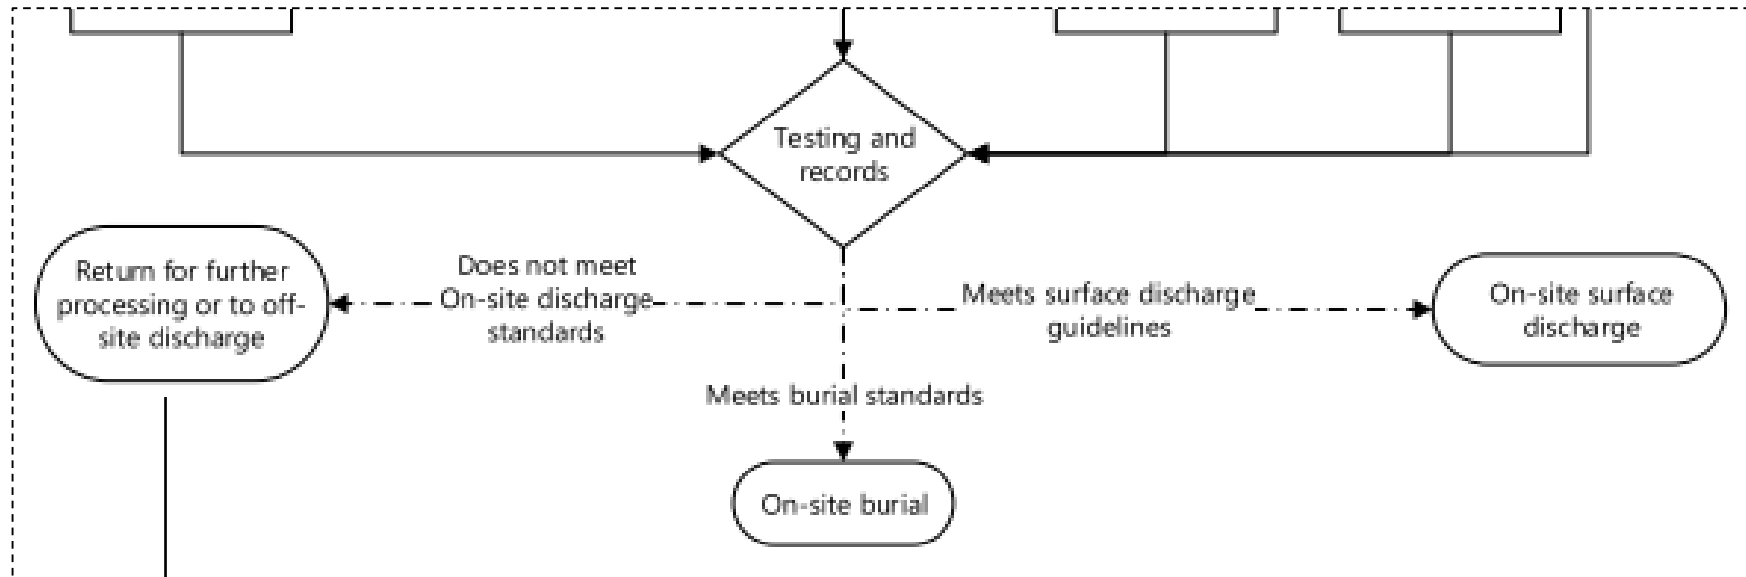 Testing and
records
Return for further
processing or to off-
site discharge
Does not meet
On-site discharge
standards
Meets surface discharge
guidelines
On-site surface
discharge
Meets burial standards
On-site burial